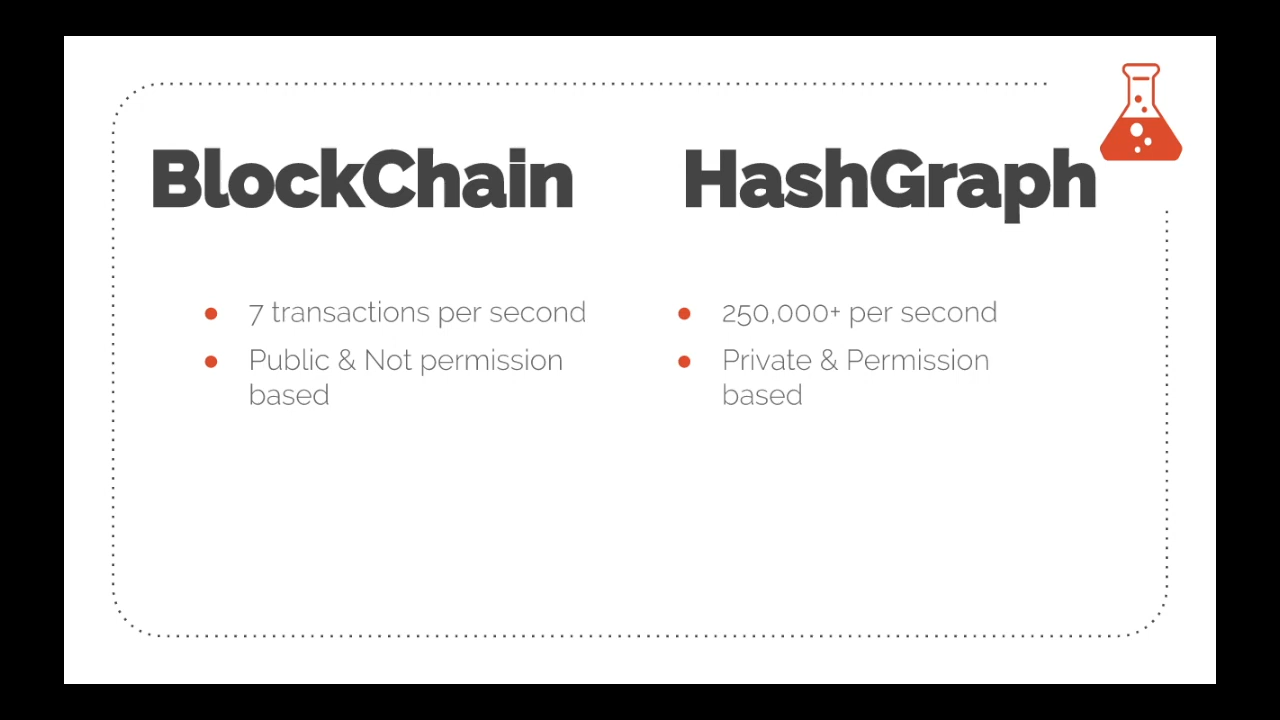 BlockChain
HashGraph
● 7 transactions per second
● Public & Not permission
based
● 250,000+ per second
● Private & Permission
based